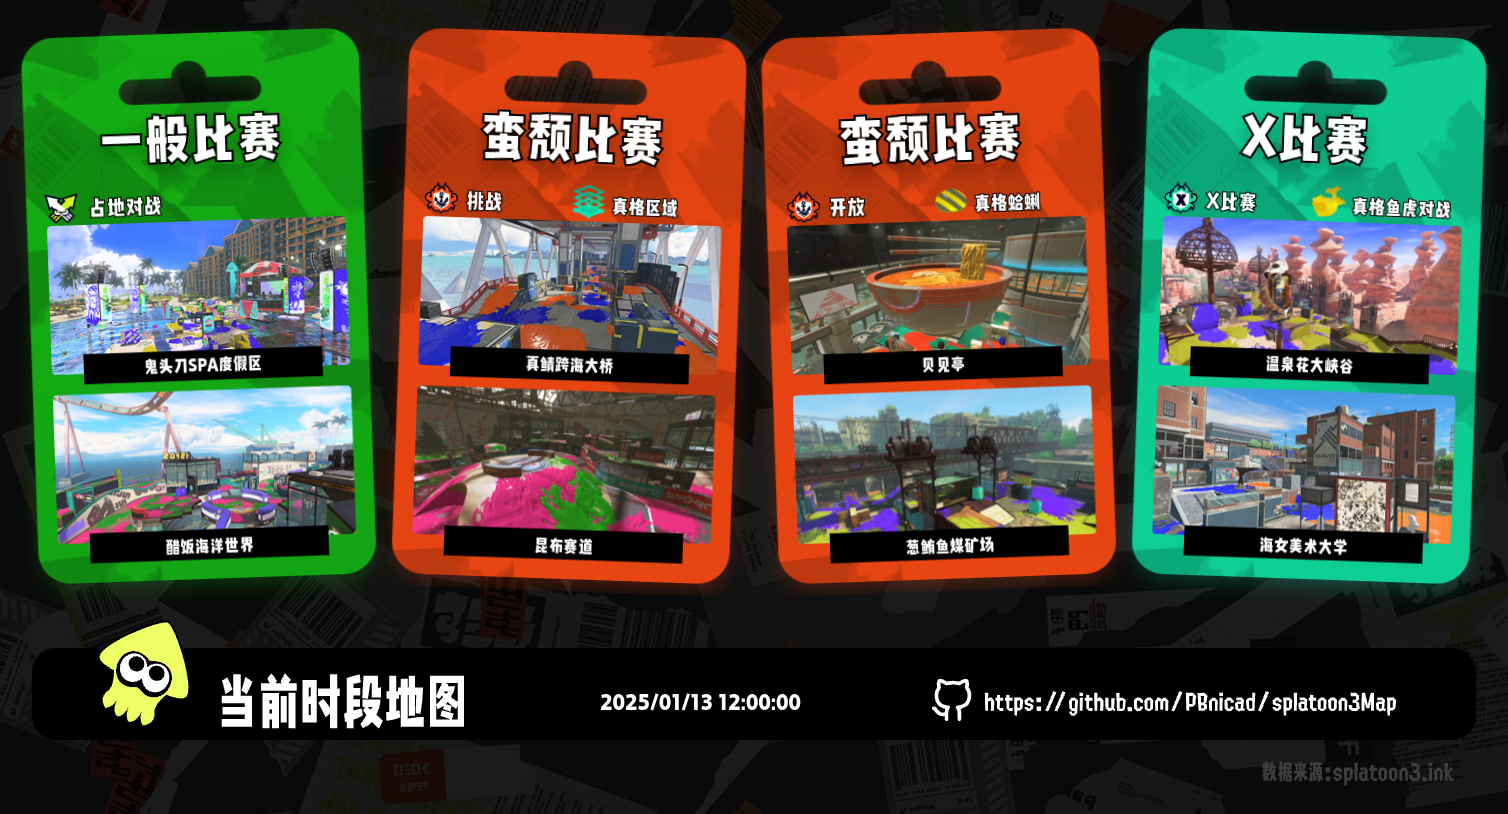 一般比赛
占地对战
鬼头刀SPA度假区
醋饭海洋世界
蛮颓比赛
挑战
真格区域
真鲭跨海大桥
昆布赛道
蛮颓比赛
开放
真格蛤蜊
贝见亭
葱鲔鱼煤矿场
X比赛
X比赛
真格鱼虎对战
温泉花大峡谷
海女美术大学
当前时段地图
2025/01/13 12:00:00
https://github.com/PBnicad/splatoon3Map
数据来源:splatoon3.ink